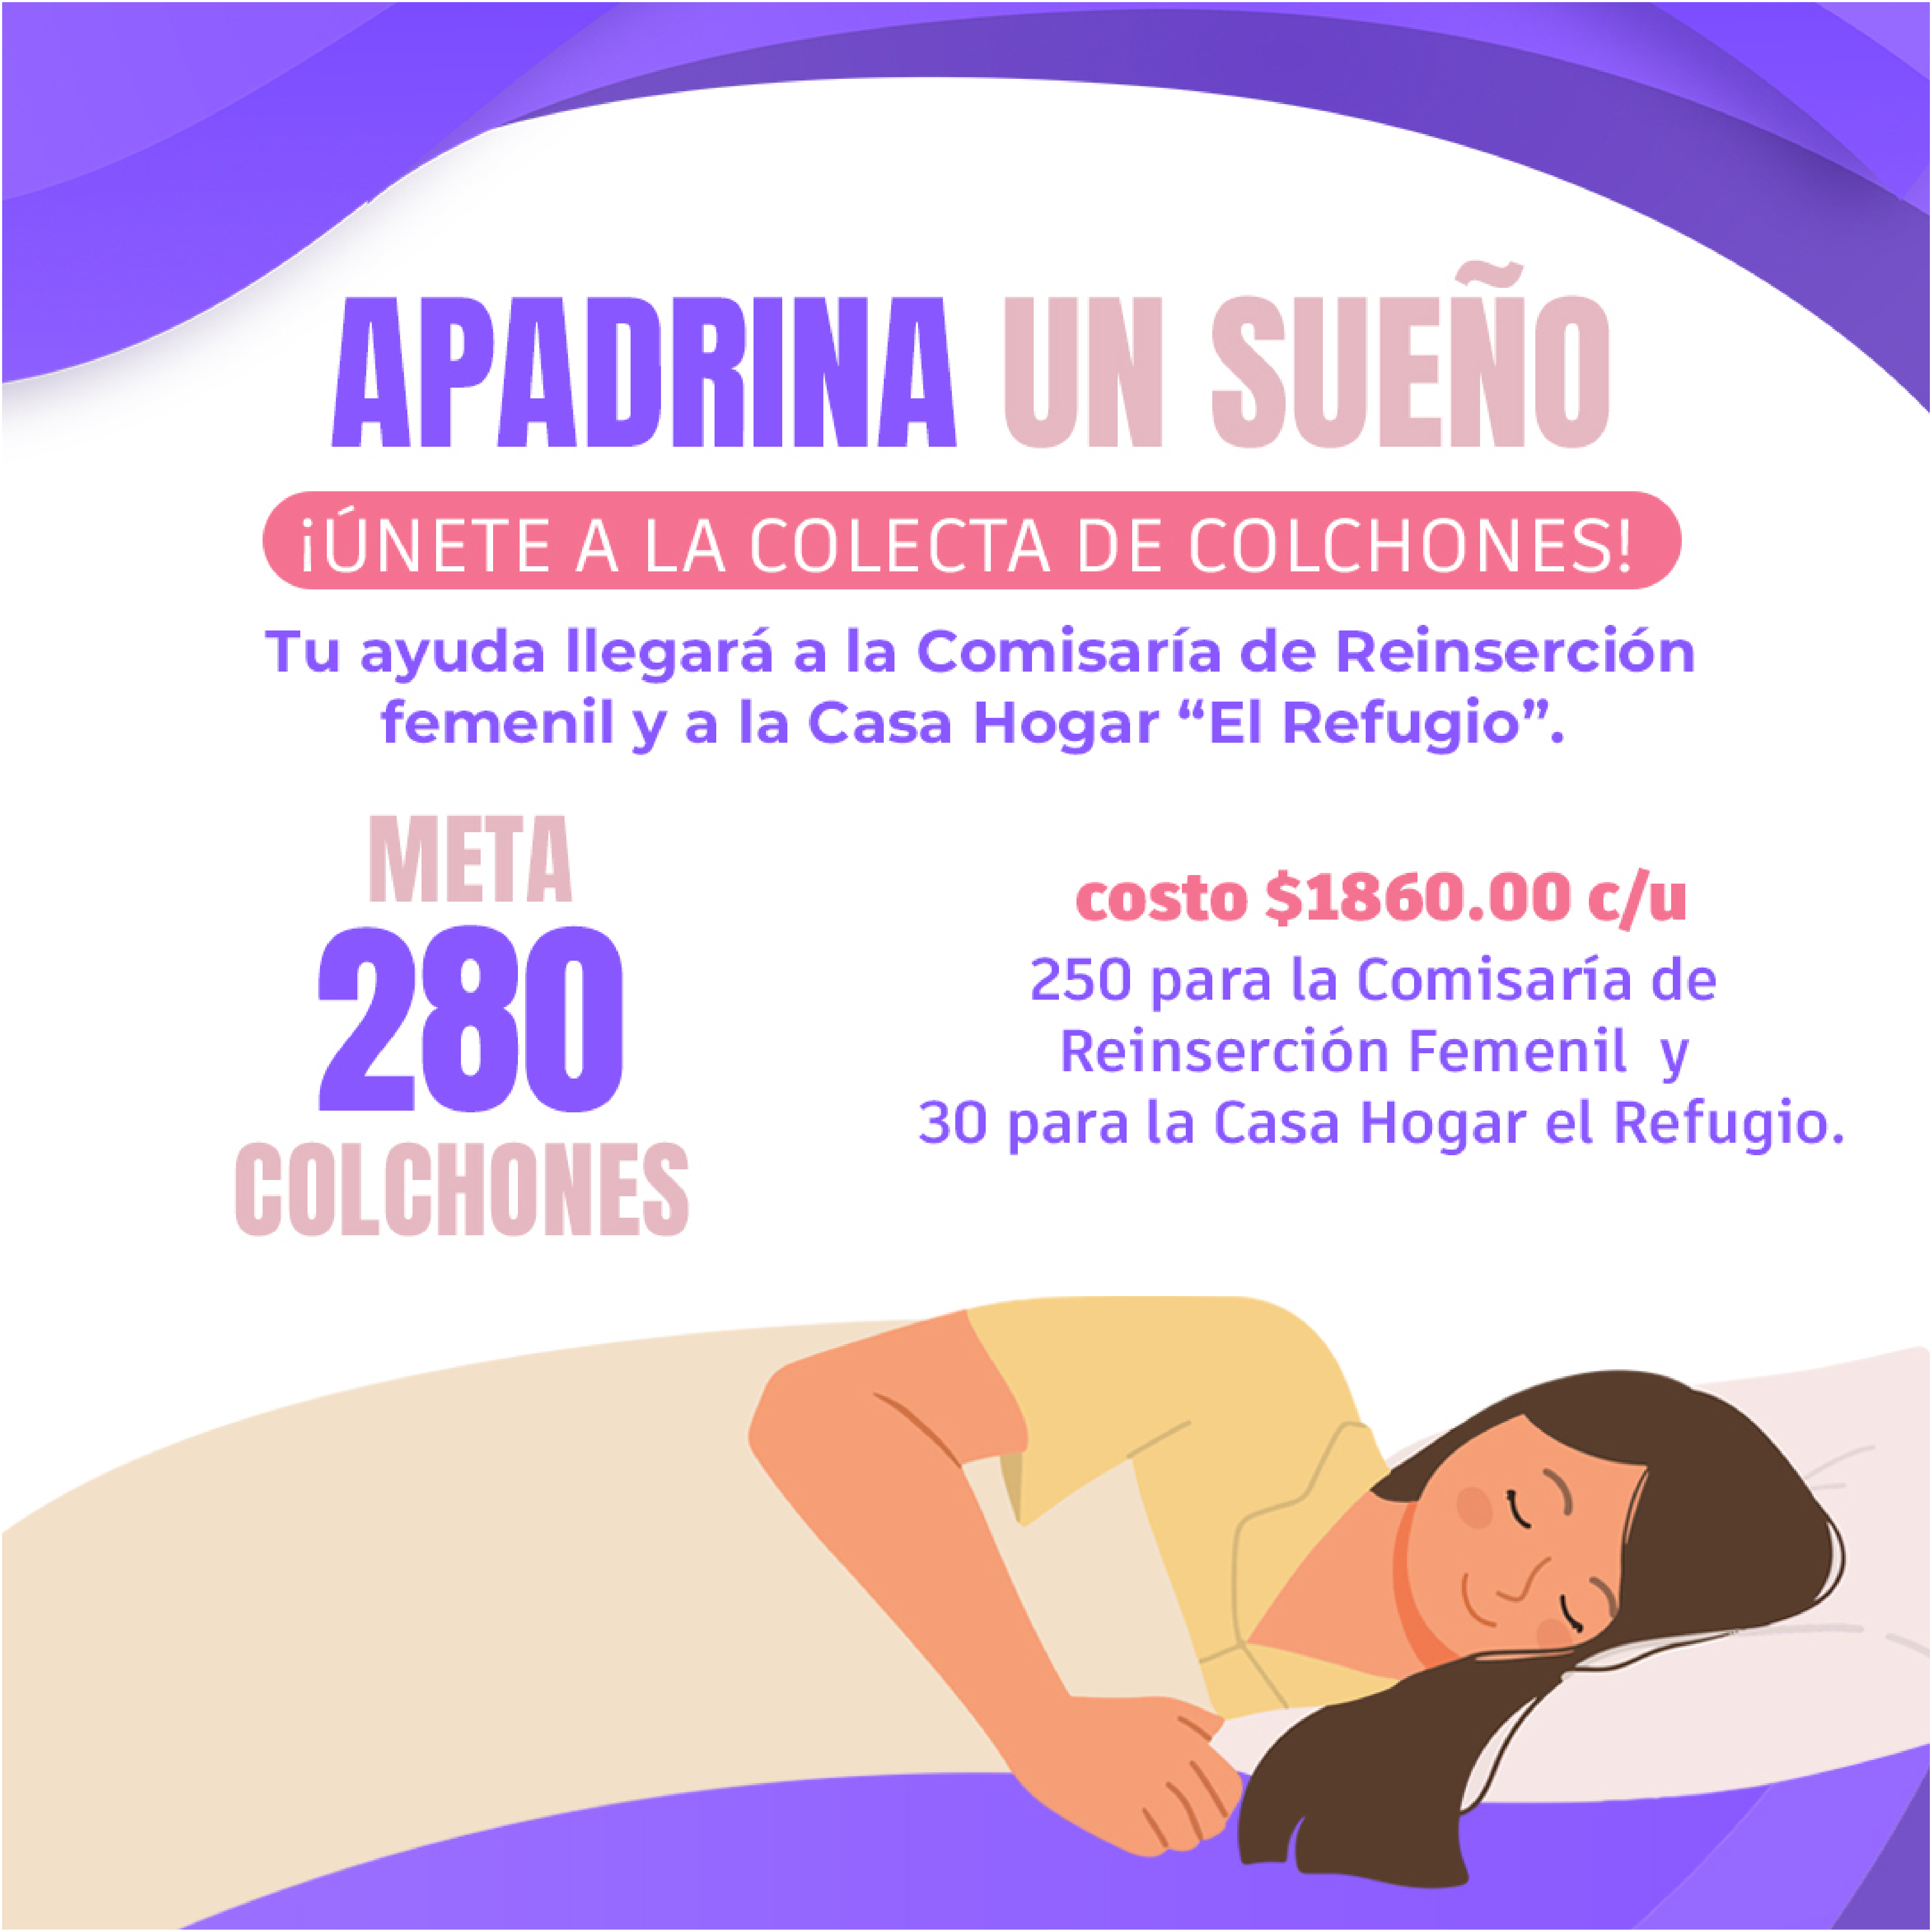 APADRINA UN SUEÑO
¡ÚNETE A LA COLECTA DE COLCHONES!
Tu ayuda llegará a la Comisaría de Reinserción
femenil y a la Casa Hogar “El Refugio”.
META
280
COLCHONES
costo $1860.00 c/u
250 para la Comisaría de
Reinserción Femenil y
30 para la Casa Hogar el Refugio.